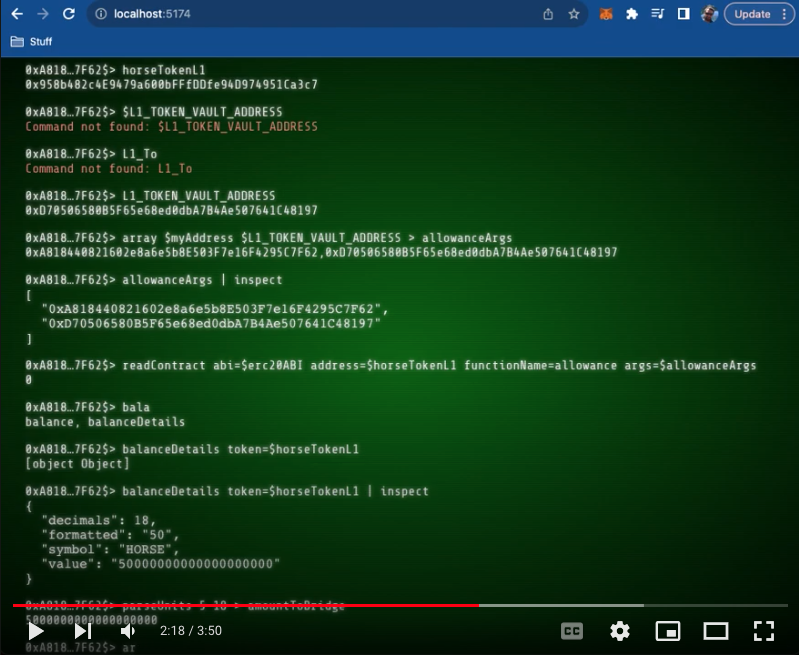 localhost:5174
Update
Stuff
0xA818…7F62$> horseTokenL1
0x958b482c4E9479a600bFFfDDfe94D974951Ca3c7
0xA818…7F62$> $L1_TOKEN_VAULT_ADDRESS
Command not found: $L1_TOKEN_VAULT_ADDRESS
0xA818…7F62$> L1_To
Command not found: L1_To
0xA818…7F62$> L1_TOKEN_VAULT_ADDRESS
0xD70506580B5F65e68ed0dbA7B4Ae507641C48197
0xA818…7F62$> array $myAddress $L1_TOKEN_VAULT_ADDRESS > allowanceArgs
0xA818440821602e8a6e5b8E503F7e16F4295C7F62,0xD70506580B5F65e68ed0dbA7B4Ae507641C48197
0xA818…7F62$> allowanceArgs | inspect
[
"0xA818440821602e8a6e5b8E503F7e16F4295C7F62",
"0xD70506580B5F65e68ed0dbA7B4Ae507641C48197"
]
0xA818…7F62$> readContract abi=$erc20ABI address=$horseTokenL1 functionName=allowance args=$allowanceArgs
0
0xA818…7F62$> bala
balance, balanceDetails
0xA818…7F62$> balanceDetails token=$horseTokenL1
[object Object]
0xA818…7F62$> balanceDetails token=$horseTokenL1 | inspect
{
"decimals": 18,
"formatted": "50",
"symbol": "HORSE",
"value": "50000000000000000000"
}
0xA818…7F62$> parseUnits 5 18 > amountToBridge
5000000000000000000
0xA818…7F62$> ar
2:18 / 3:50
CC